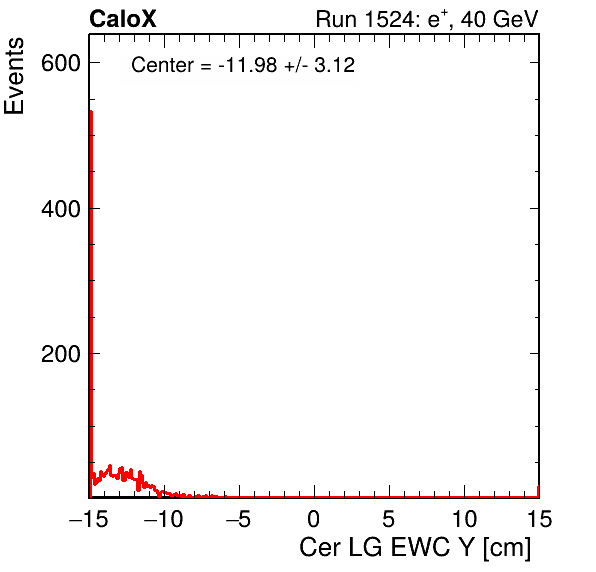 CaloX Run 1524: e⁺, 40 GeV
Center = -11.98 +/- 3.12
Events
600
400
200
−15 −10 −5 0 5 10 15
Cer LG EWC Y [cm]